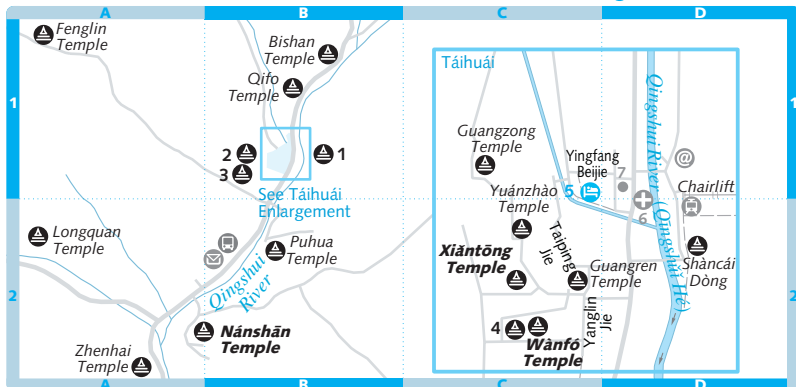 A
B
C
D
1
2
1
2
A
B
C
D
Fenglin
Temple
Bishan
Temple
Qifo
Temple
2
3
1
See Táihuái
Enlargement
Longquan
Temple
Puhua
Temple
Qingshui
River
Nánshān
Temple
Zhenhai
Temple
Táihuái
Guangzong
Temple
Yingfang
Beijie
7
@
5
6
Chairlift
Yuánzhào
Temple
Qingshui River (Qīngshuǐ Hé)
Taiping
Jie
Xiǎntōng
Temple
Guangren
Temple
Shàncái
Dòng
4
Wànfó
Temple
Yanglin
Jie